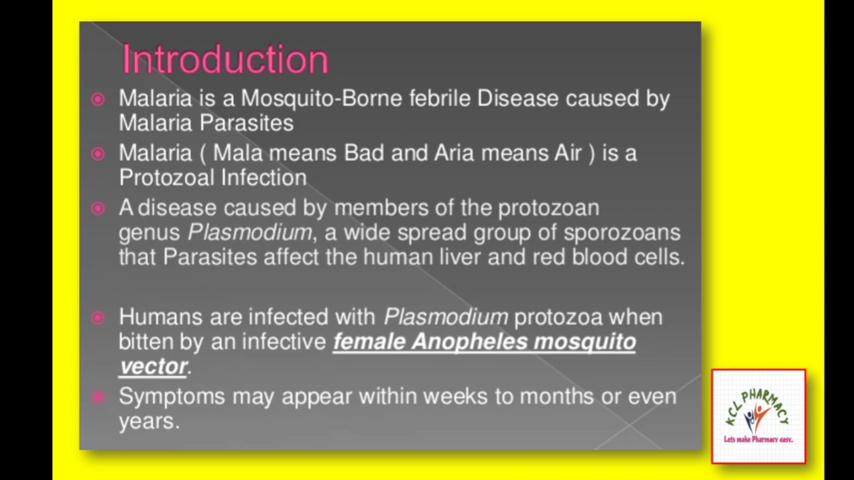 Introduction
Malaria is a Mosquito-Borne febrile Disease caused by
Malaria Parasites
Malaria ( Mala means Bad and Aria means Air ) is a
Protozoal Infection
A disease caused by members of the protozoan
genus Plasmodium, a wide spread group of sporozoans
that Parasites affect the human liver and red blood cells.
Humans are infected with Plasmodium protozoa when
bitten by an infective female Anopheles mosquito
vector.
Symptoms may appear within weeks to months or even
years.
KCL PHARMACY
Lets make Pharmacy easy.